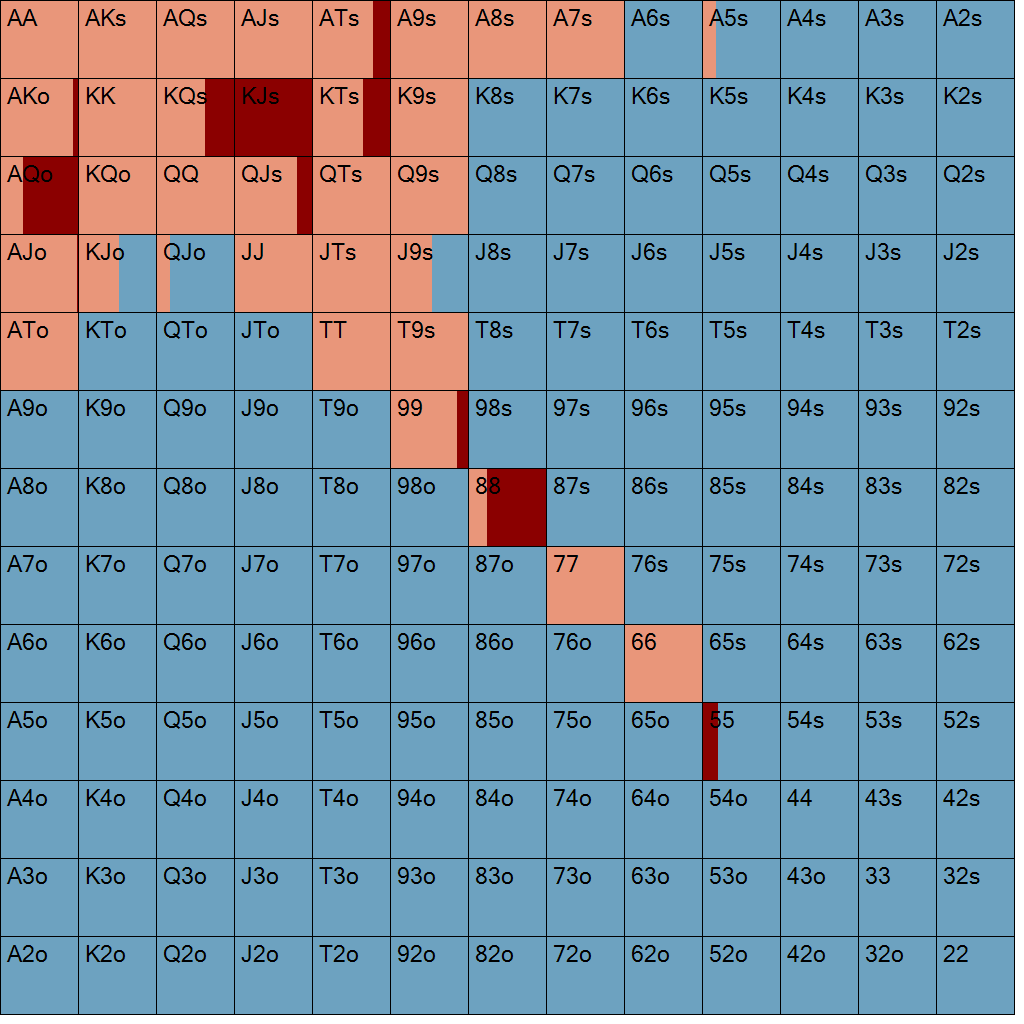 AA AKs AQs AJs ATs A9s A8s A7s A6s A5s A4s A3s A2s
AKo KK KQs KJs KTs K9s K8s K7s K6s K5s K4s K3s K2s
AQo KQo QQ QJs QTs Q9s Q8s Q7s Q6s Q5s Q4s Q3s Q2s
AJo KJo QJo JJ JTs J9s J8s J7s J6s J5s J4s J3s J2s
ATo KTo QTo JTo TT T9s T8s T7s T6s T5s T4s T3s T2s
A9o K9o Q9o J9o T9o 99 98s 97s 96s 95s 94s 93s 92s
A8o K8o Q8o J8o T8o 98o 88 87s 86s 85s 84s 83s 82s
A7o K7o Q7o J7o T7o 97o 87o 77 76s 75s 74s 73s 72s
A6o K6o Q6o J6o T6o 96o 86o 76o 66 65s 64s 63s 62s
A5o K5o Q5o J5o T5o 95o 85o 75o 65o 55 54s 53s 52s
A4o K4o Q4o J4o T4o 94o 84o 74o 64o 54o 44 43s 42s
A3o K3o Q3o J3o T3o 93o 83o 73o 63o 53o 43o 33 32s
A2o K2o Q2o J2o T2o 92o 82o 72o 62o 52o 42o 32o 22